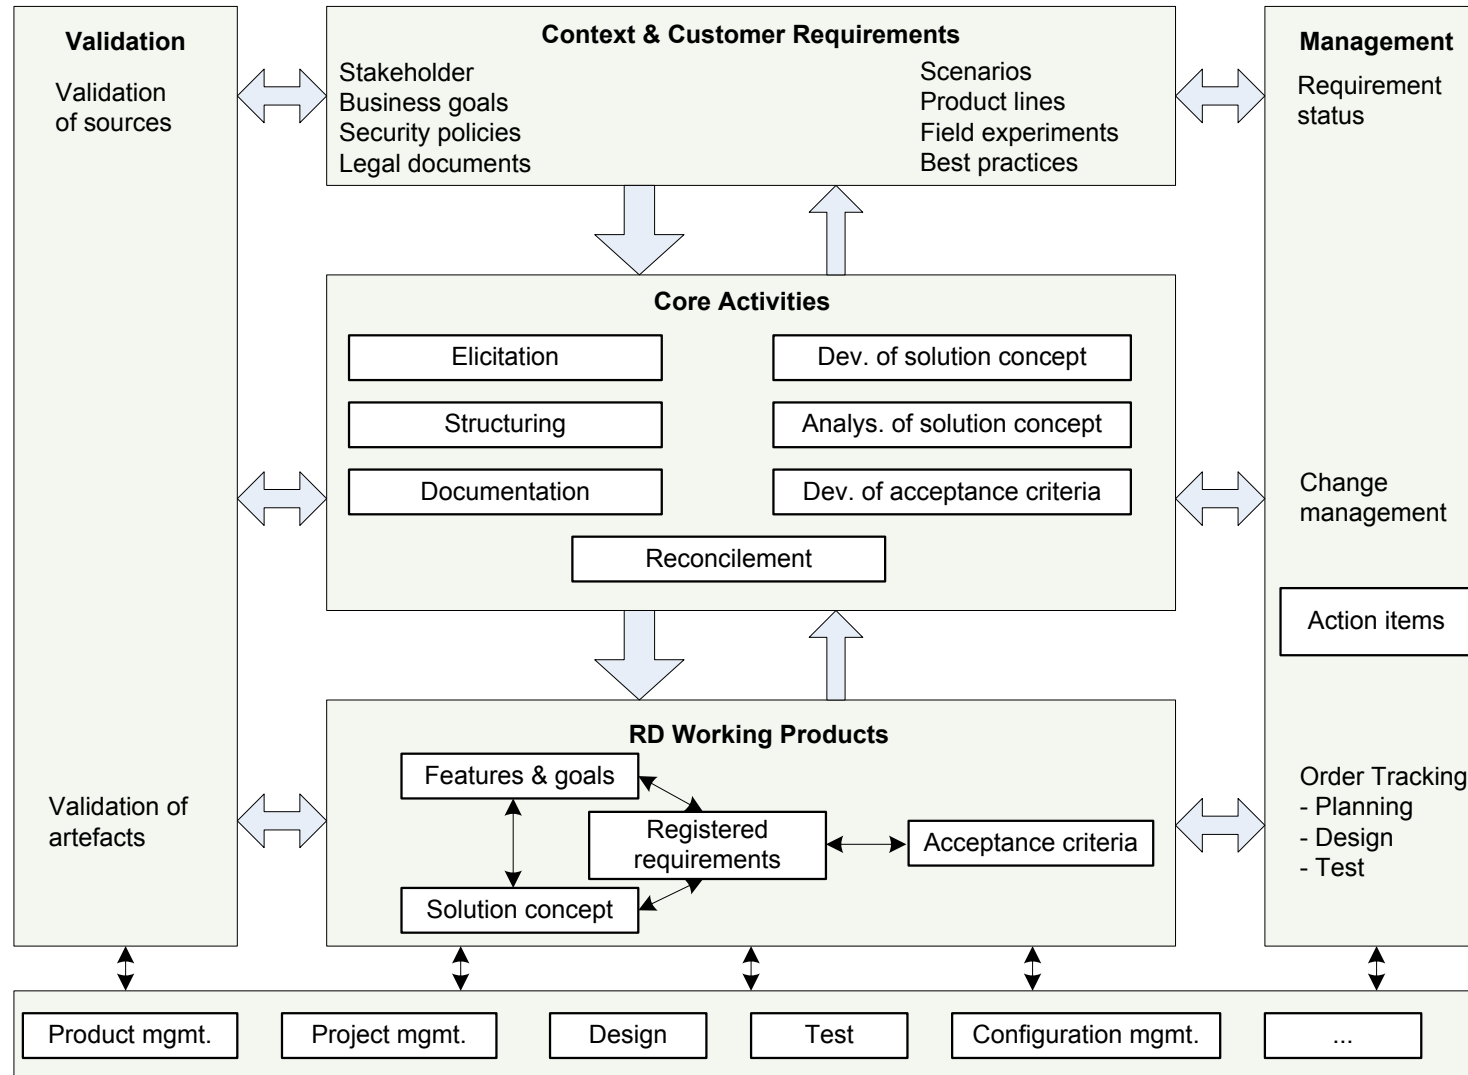 Validation
Validation
of sources
Validation of
artefacts
Context & Customer Requirements
Stakeholder
Business goals
Security policies
Legal documents
Scenarios
Product lines
Field experiments
Best practices
Core Activities
Elicitation
Structuring
Documentation
Dev. of solution concept
Analys. of solution concept
Dev. of acceptance criteria
Reconcilement
RD Working Products
Features & goals
Registered
requirements
Acceptance criteria
Solution concept
Management
Requirement
status
Change
management
Action items
Order Tracking
- Planning
- Design
- Test
Product mgmt.
Project mgmt.
Design
Test
Configuration mgmt.
...